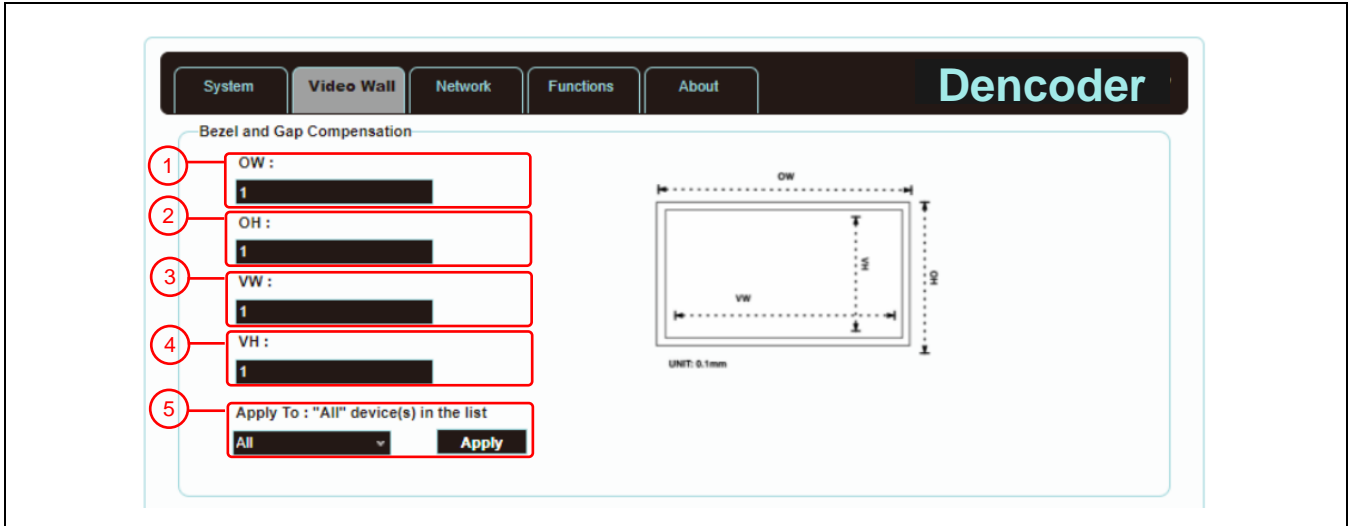 System Video Wall Network Functions About Dencoder
Bezel and Gap Compensation
1 OW :
1
2 OH :
1
3 VW :
1
4 VH :
1
5 Apply To : "All" device(s) in the list
All Apply
OW
VH
OH
VW
UNIT: 0.1mm